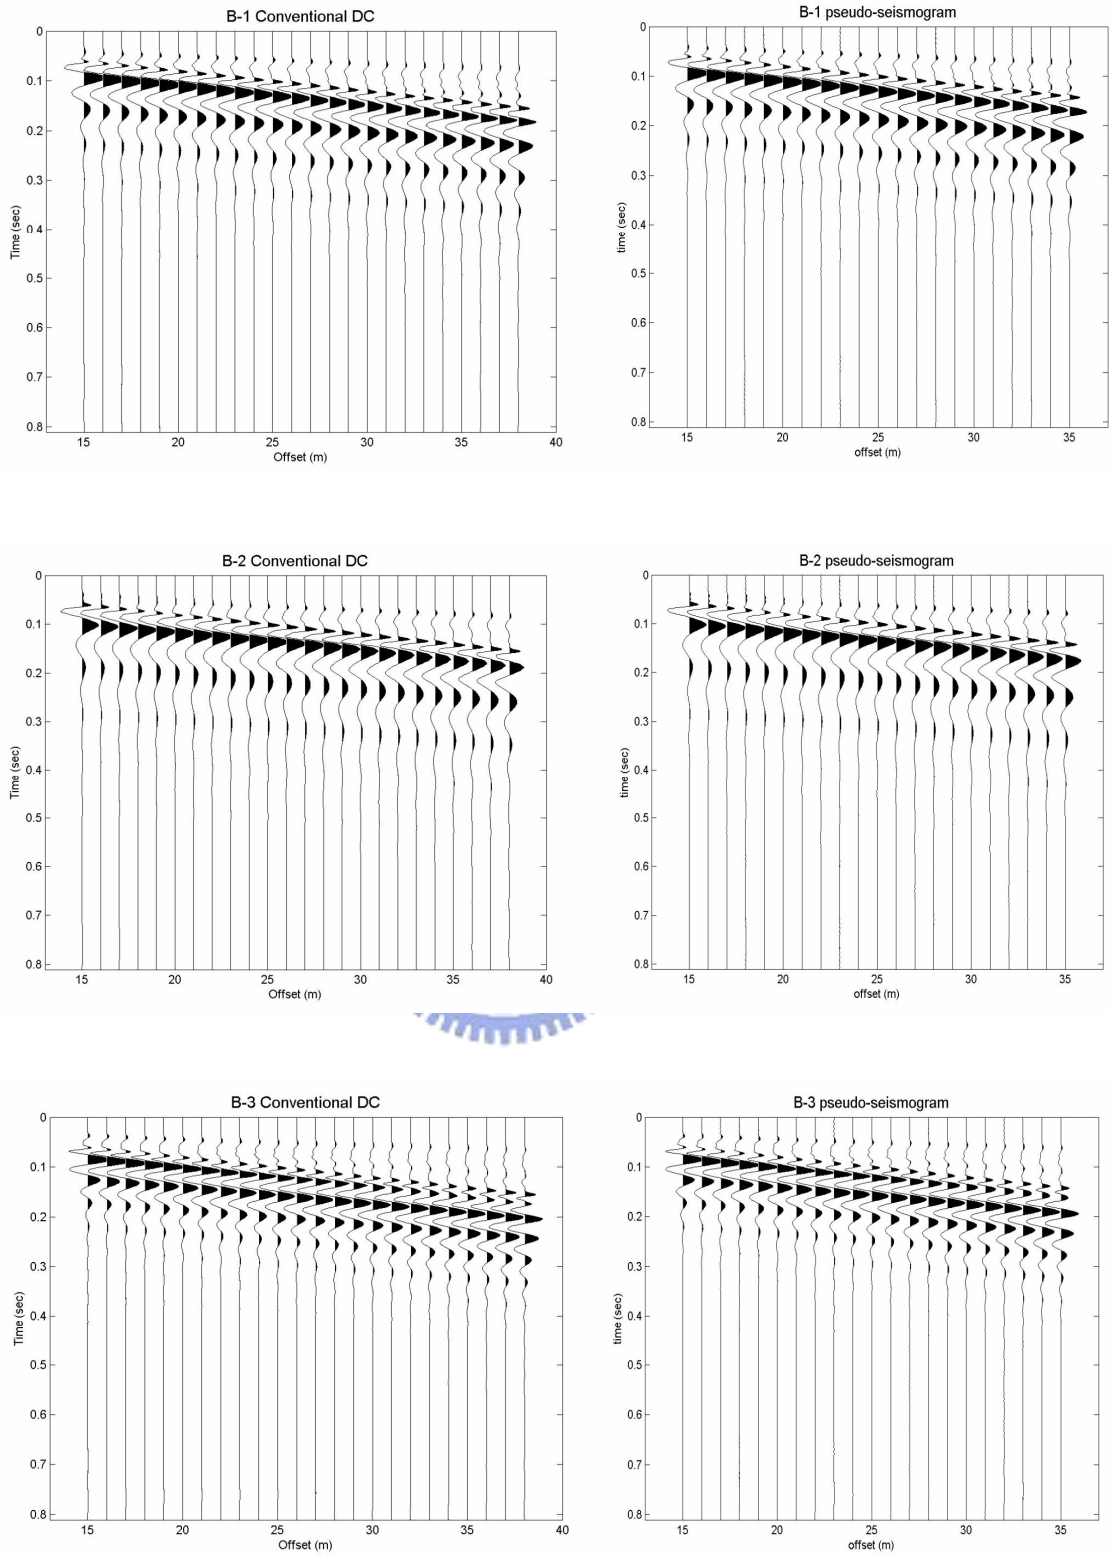 B-1 Conventional DC
0
0.1
0.2
0.3
0.4
0.5
0.6
0.7
0.8
Time (sec)
15 20 25 30 35 40
Offset (m)
B-1 pseudo-seismogram
0
0.1
0.2
0.3
0.4
0.5
0.6
0.7
0.8
time (sec)
15 20 25 30 35
offset (m)
B-2 Conventional DC
0
0.1
0.2
0.3
0.4
0.5
0.6
0.7
0.8
Time (sec)
15 20 25 30 35 40
Offset (m)
B-2 pseudo-seismogram
0
0.1
0.2
0.3
0.4
0.5
0.6
0.7
0.8
time (sec)
15 20 25 30 35
offset (m)
B-3 Conventional DC
0
0.1
0.2
0.3
0.4
0.5
0.6
0.7
0.8
Time (sec)
15 20 25 30 35 40
Offset (m)
B-3 pseudo-seismogram
0
0.1
0.2
0.3
0.4
0.5
0.6
0.7
0.8
time (sec)
15 20 25 30 35
offset (m)